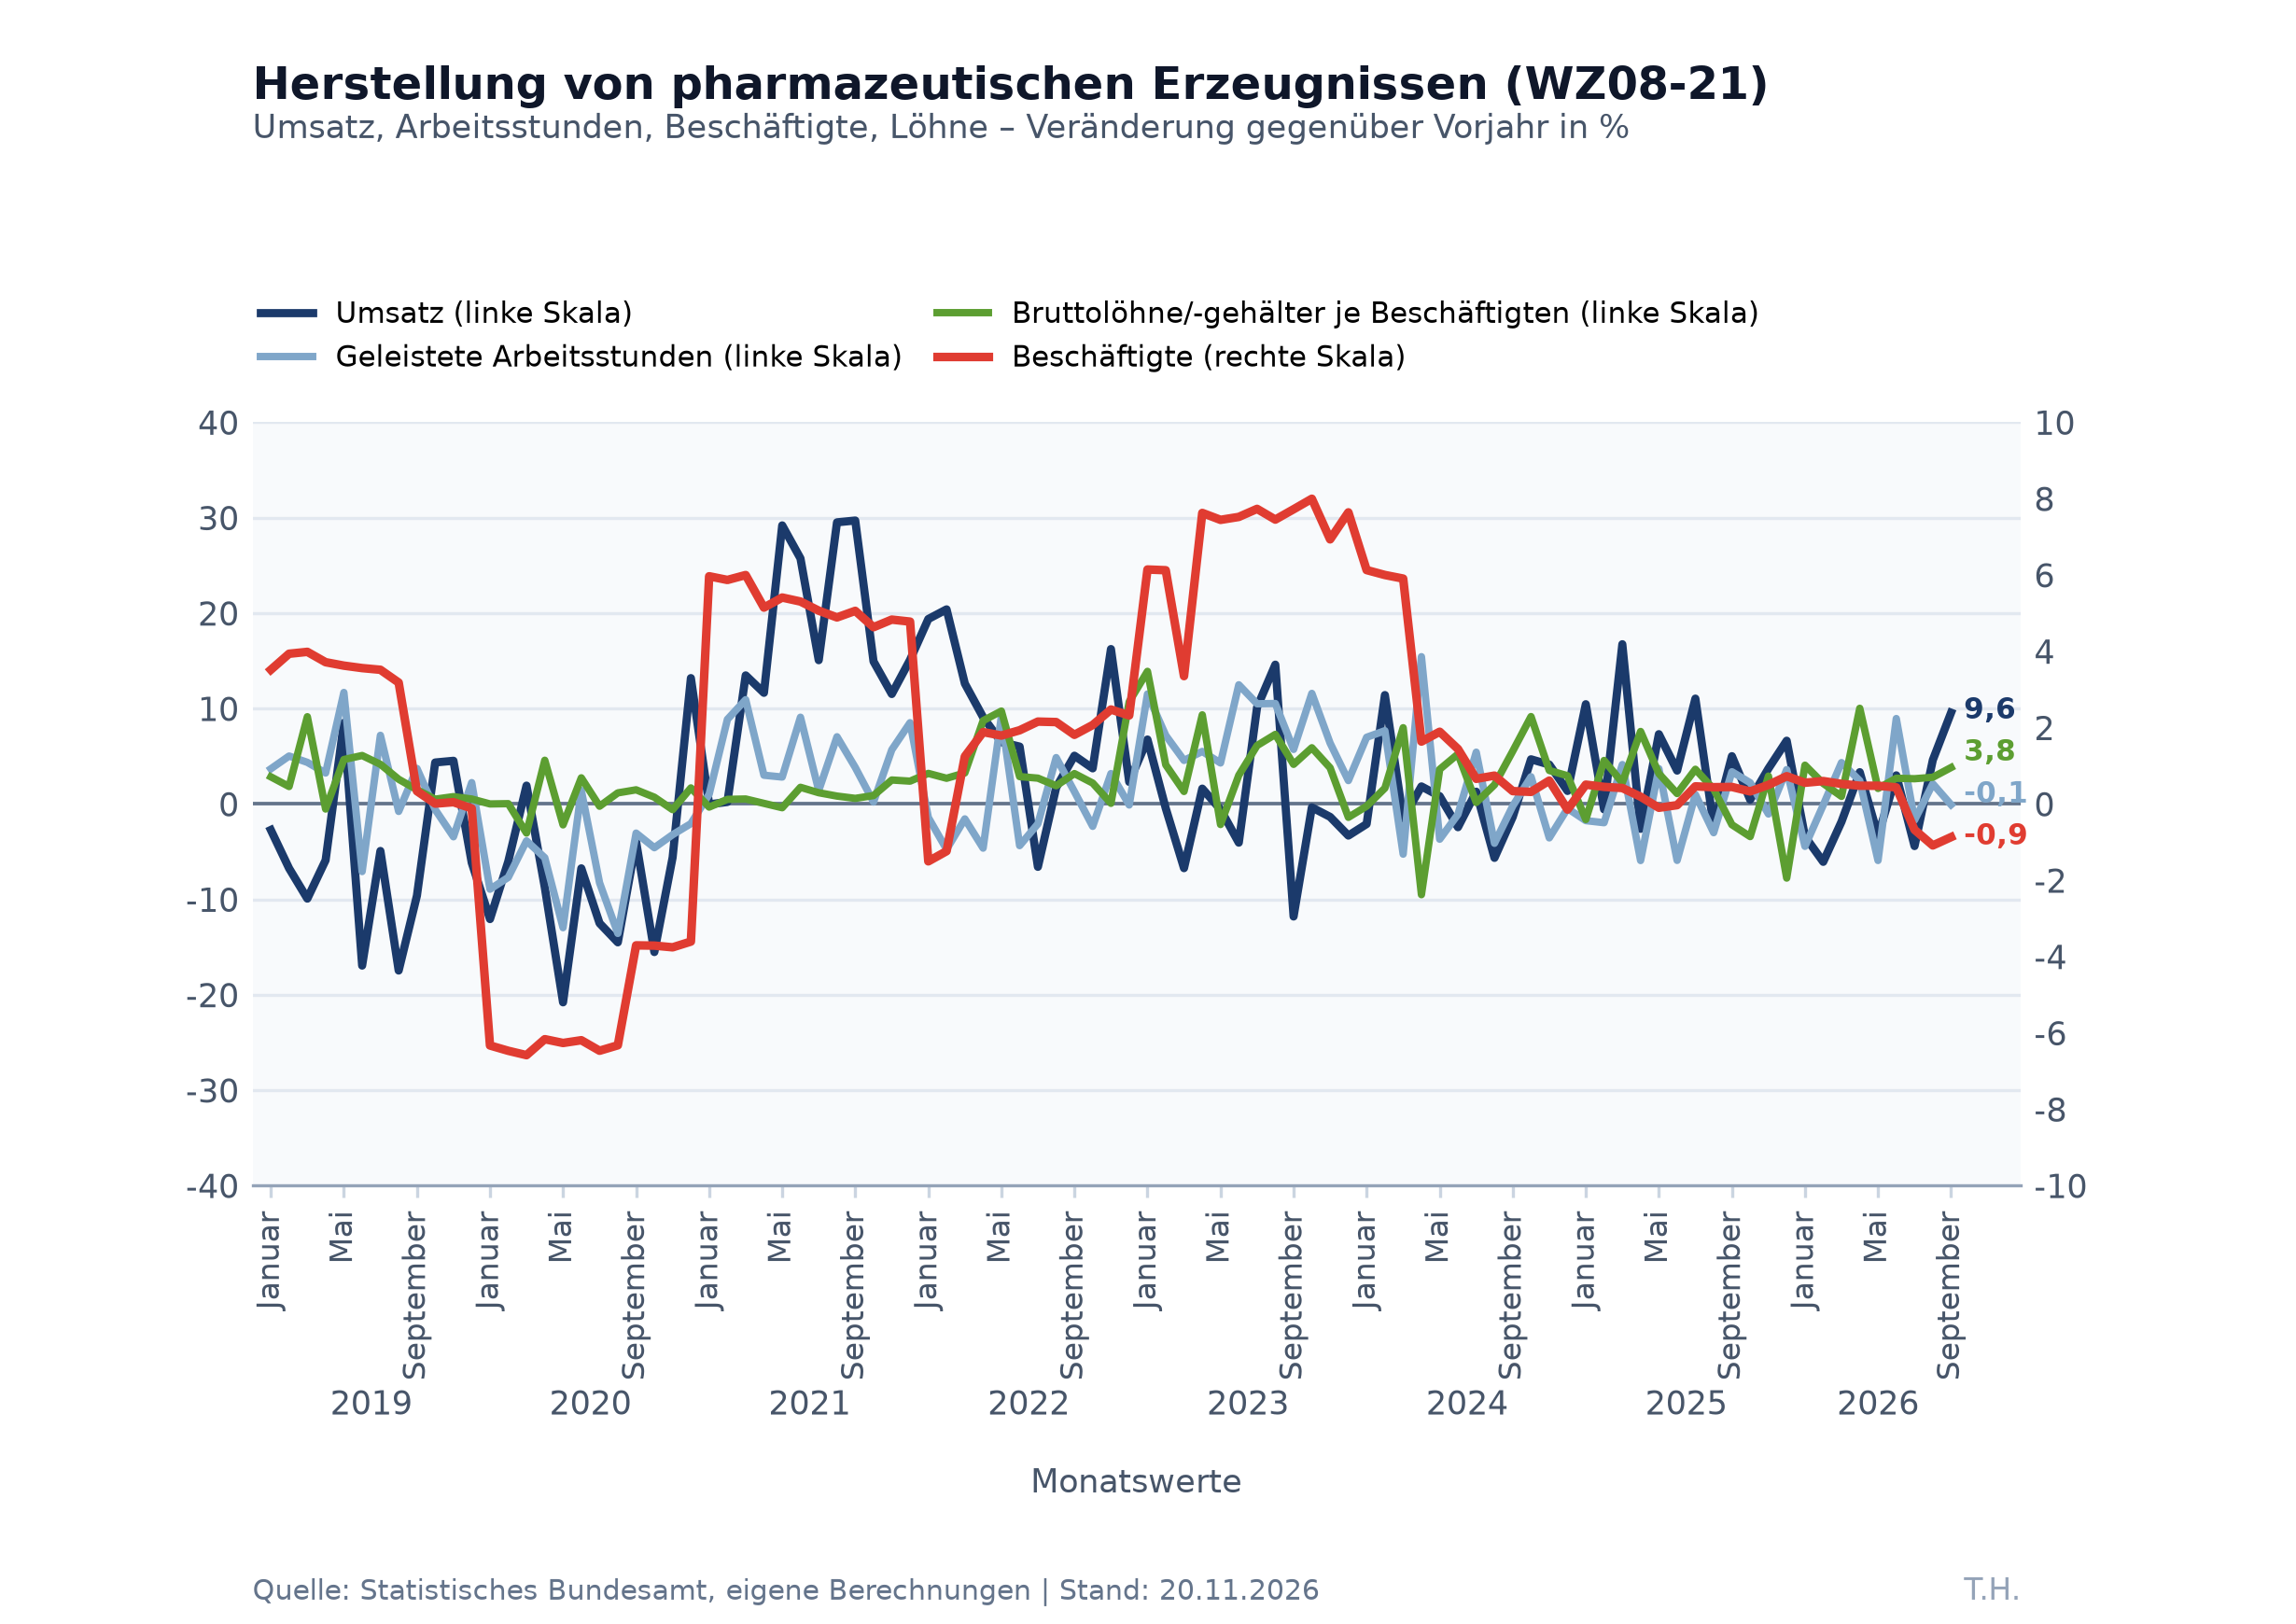 Herstellung von pharmazeutischen Erzeugnissen (WZ08-21)
Umsatz, Arbeitsstunden, Beschäftigte, Löhne – Veränderung gegenüber Vorjahr in %
Umsatz (linke Skala)
Geleistete Arbeitsstunden (linke Skala)
Bruttolöhne/-gehälter je Beschäftigten (linke Skala)
Beschäftigte (rechte Skala)
40
30
20
10
0
-10
-20
-30
-40
10
8
6
4
2
0
-2
-4
-6
-8
-10
9,6
3,8
-0,1
-0,9
Januar
Mai
September
Januar
Mai
September
Januar
Mai
September
Januar
Mai
September
Januar
Mai
September
Januar
Mai
September
Januar
Mai
September
Januar
Mai
September
2019
2020
2021
2022
2023
2024
2025
2026
Monatswerte
Quelle: Statistisches Bundesamt, eigene Berechnungen | Stand: 20.11.2026
T.H.